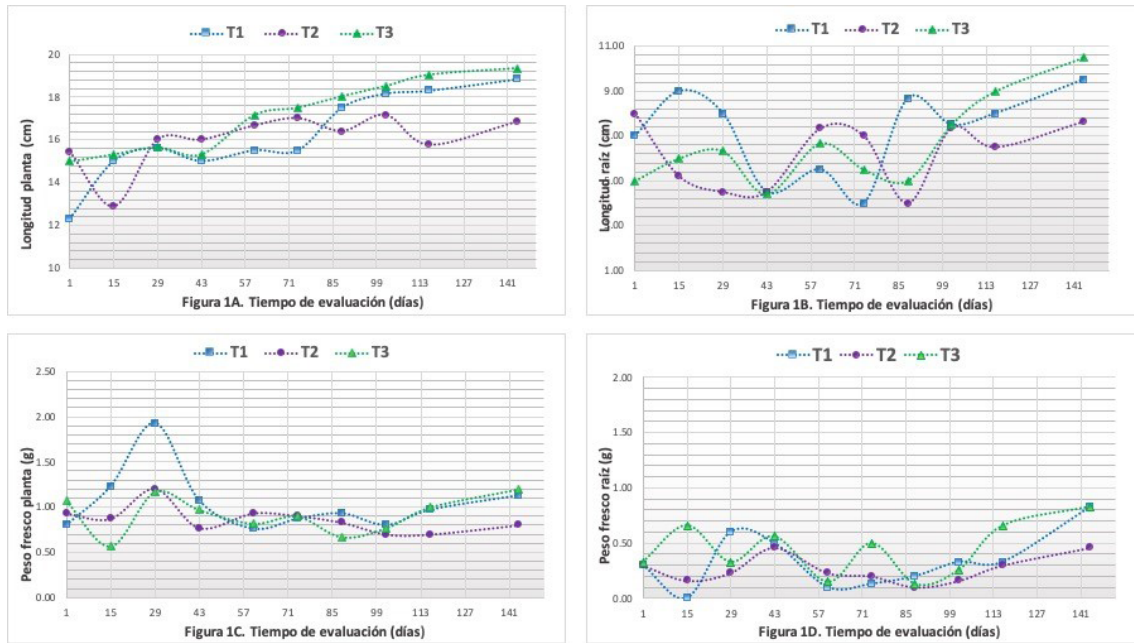 T1 T2 T3
Longitud planta (cm)
20
18
16
14
12
10
1 15 29 43 57 71 85 99 113 127 141
Figura 1A. Tiempo de evaluación (días)
T1 T2 T3
Longitud raíz (cm)
11.00
9.00
1.00
1 15 29 43 57 71 85 99 113 127 141
Figura 1B. Tiempo de evaluación (días)
T1 T2 T3
Peso fresco planta (g)
2.50
2.00
1.50
1.00
0.50
0.00
1 15 29 43 57 71 85 99 113 127 141
Figura 1C. Tiempo de evaluación (días)
T1 T2 T3
Peso fresco raíz (g)
2.00
1.50
1.00
0.50
0.00
1 15 29 43 57 71 85 99 113 127 141
Figura 1D. Tiempo de evaluación (días)